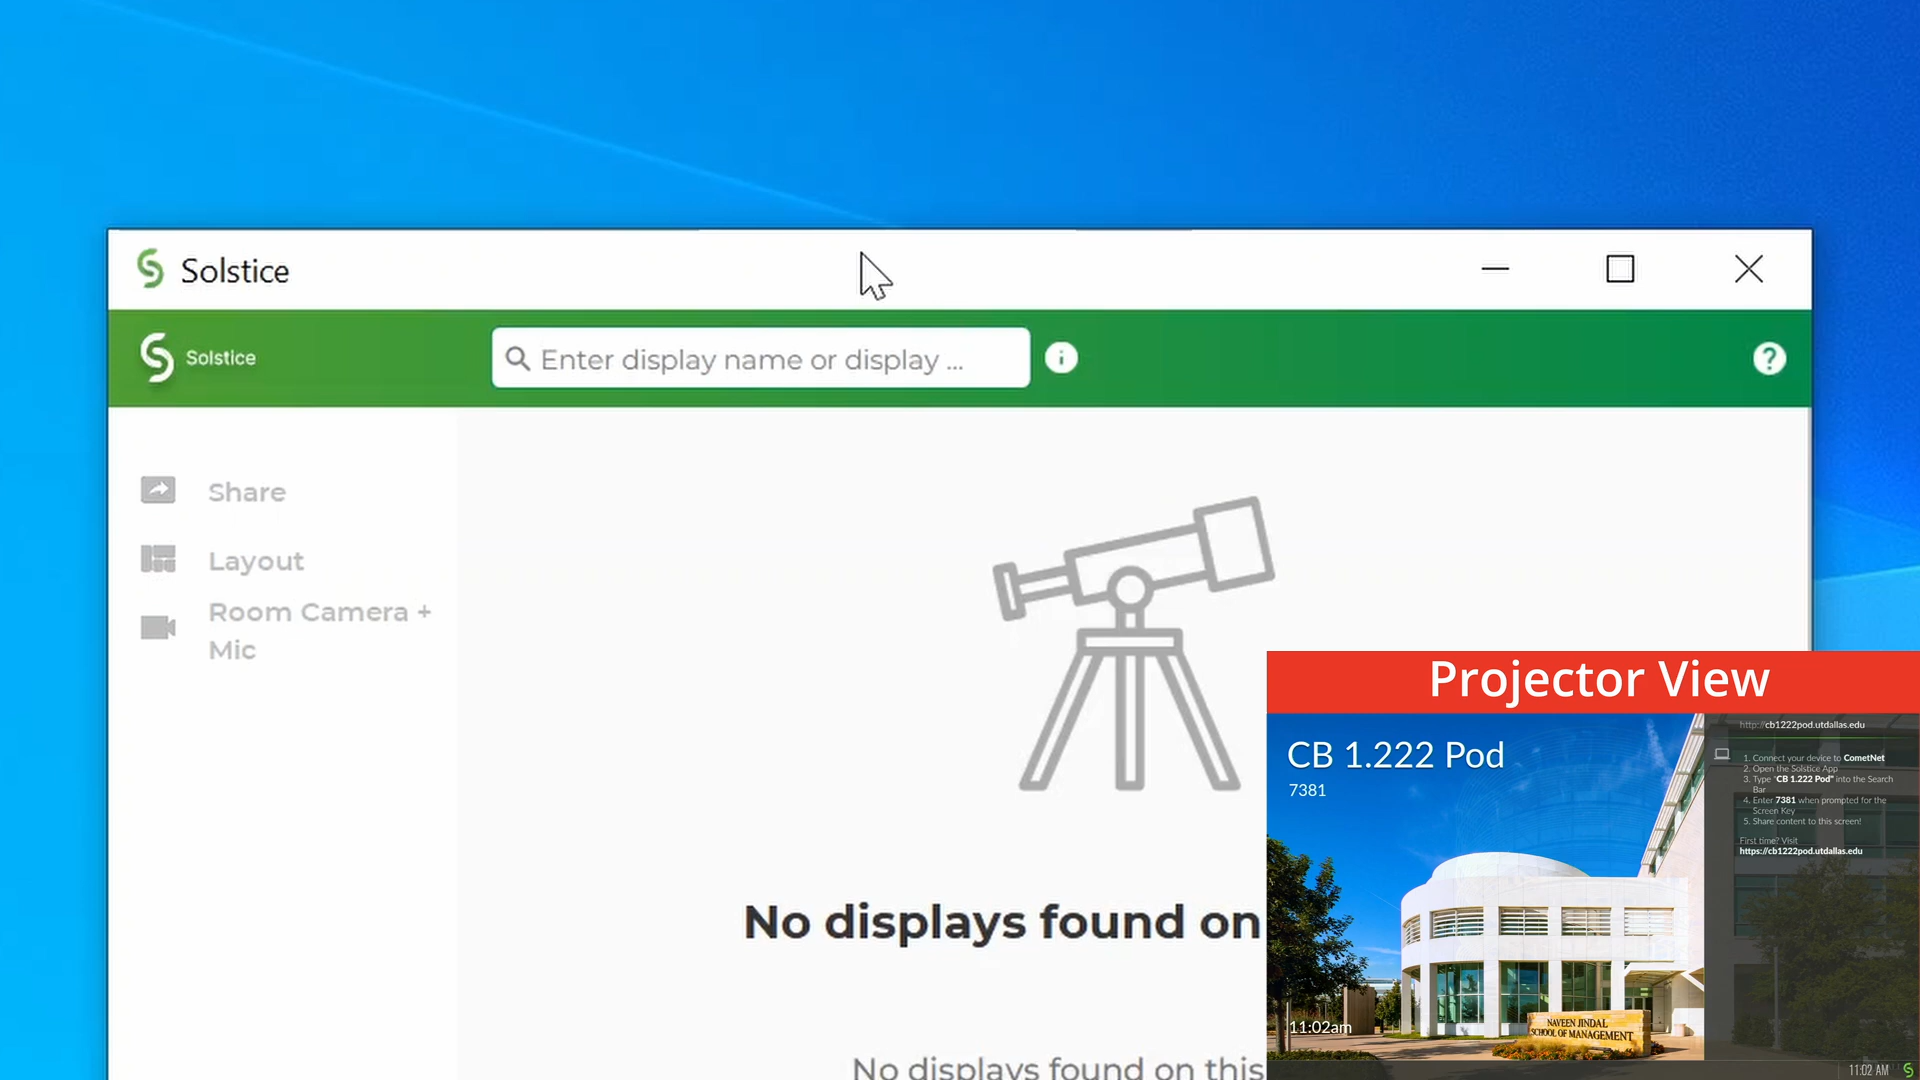 Solstice
Solstice
Enter display name or display ...
Share
Layout
Room Camera +
Mic
No displays found on
No displays found on this
Projector View
CB 1.222 Pod
7381
http://cb1222pod.utdallas.edu
1. Connect your device to CometNet
2. Open the Solstice App
3. Type "CB 1.222 Pod" into the Search
Bar
4. Enter 7381 when prompted for the
Screen Key
5. Share content to this screen!
First time? Visit
https://cb1222pod.utdallas.edu
NAVEEN JINDAL
SCHOOL OF MANAGEMENT
11:02am
11:02 AM